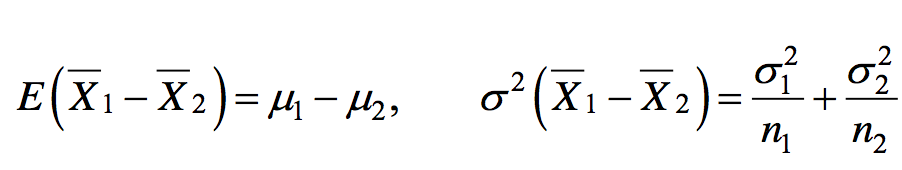 E(X̅₁ − X̅₂) = μ₁ − μ₂, σ²(X̅₁ − X̅₂) = σ₁²/n₁ + σ₂²/n₂